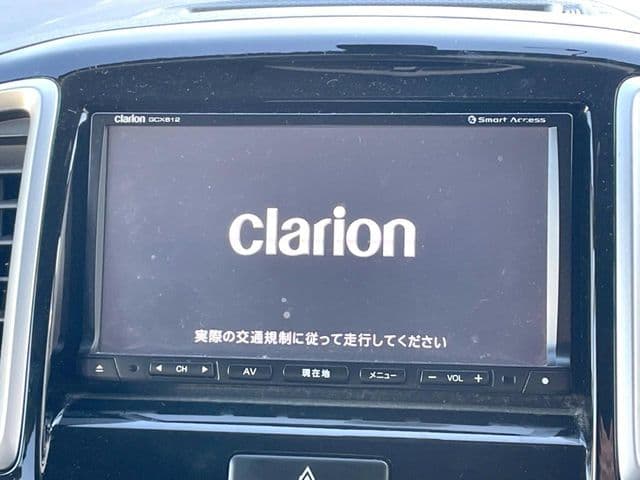 clarion GCX612 Smart Access
clarion
実際の交通規制に従って走行してください
CH AV 現在地 メニュー − VOL +